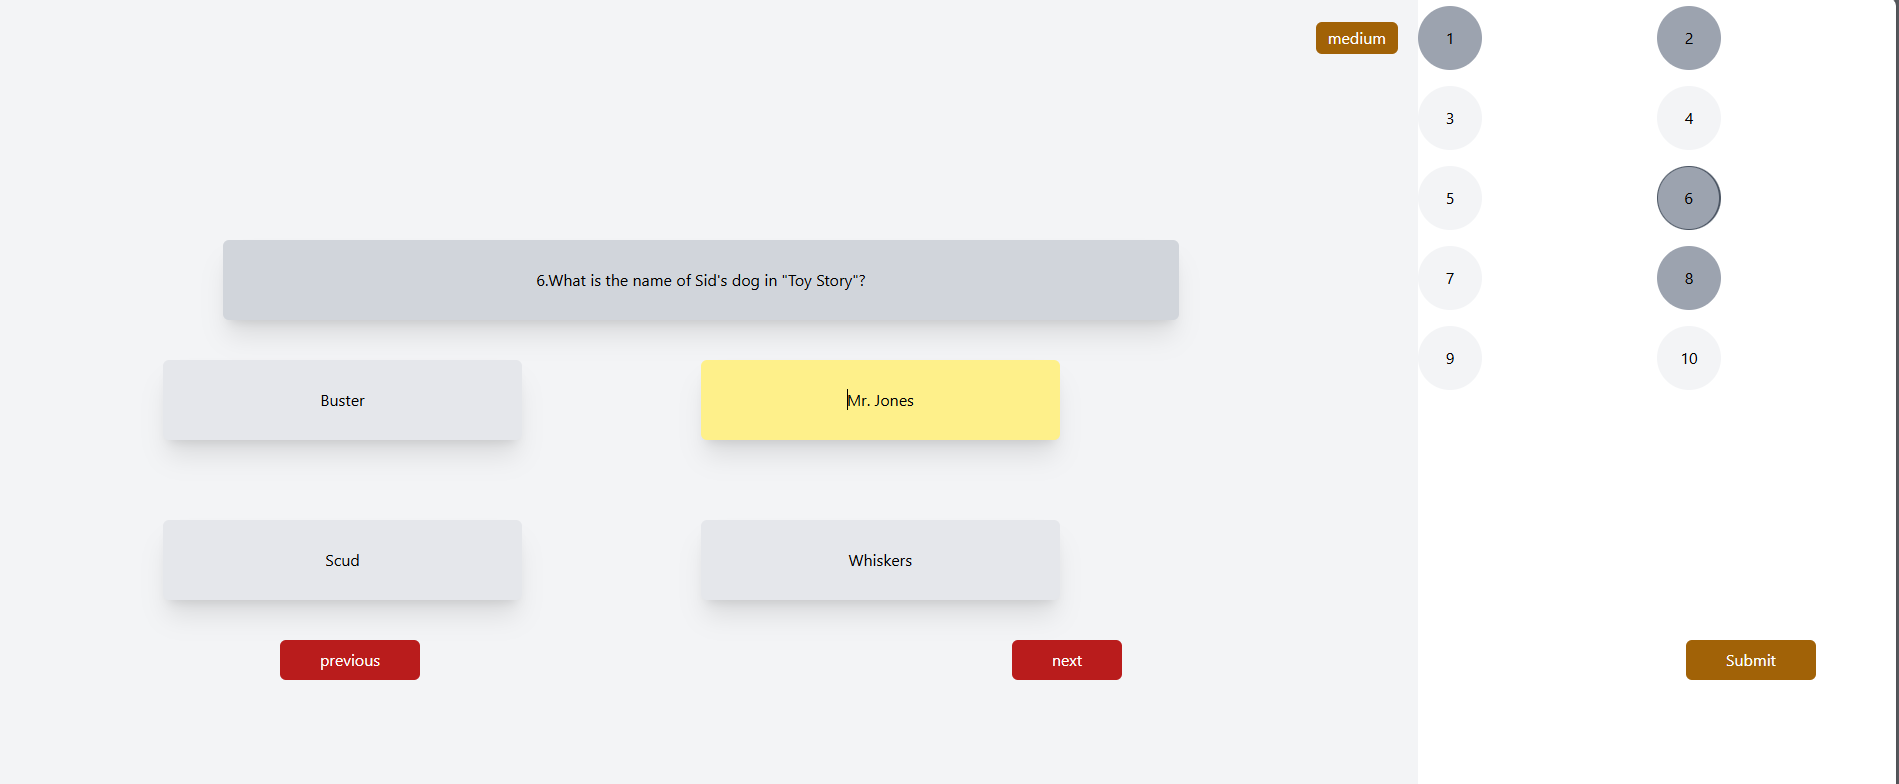 medium
6.What is the name of Sid's dog in "Toy Story"?
Buster
Mr. Jones
Scud
Whiskers
previous
next
1
2
3
4
5
6
7
8
9
10
Submit